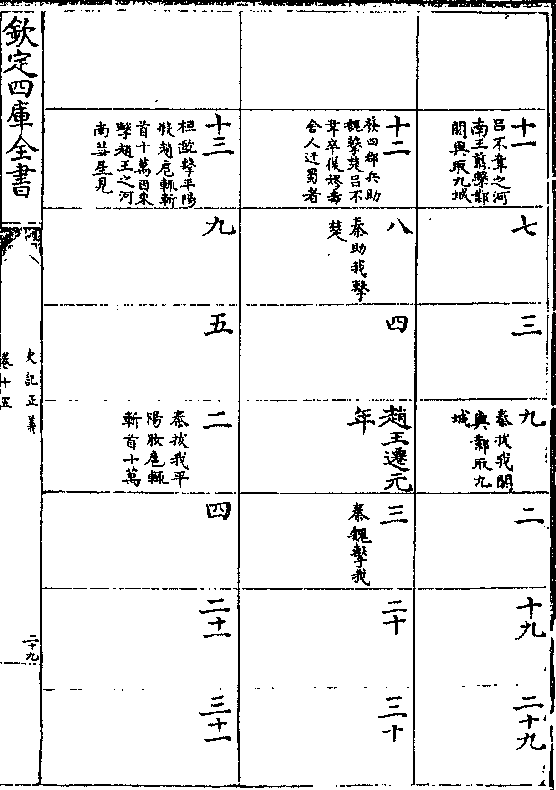 十一
吕不韋之河
南王翦擊鄴
閼與取九城
七
三
九
秦拔我閼
與鄴取九
城
二
十九
二十九
十二
發四郡兵助
魏擊楚吕不
韋卒復嫪毐
舍人迁蜀者
八
秦助我擊
楚
四
趙王遷元
年
三
秦魏擊我
二十
三十
十三
桓齮擊平陽
殺趙扈輒斬
首十萬因東
擊趙王之河
南彗星見
九
五
二
秦拔我平
陽敗扈輒
斬首十萬
四
二十一
三十一
欽定四庫全書
史記正義
卷十五
二十九